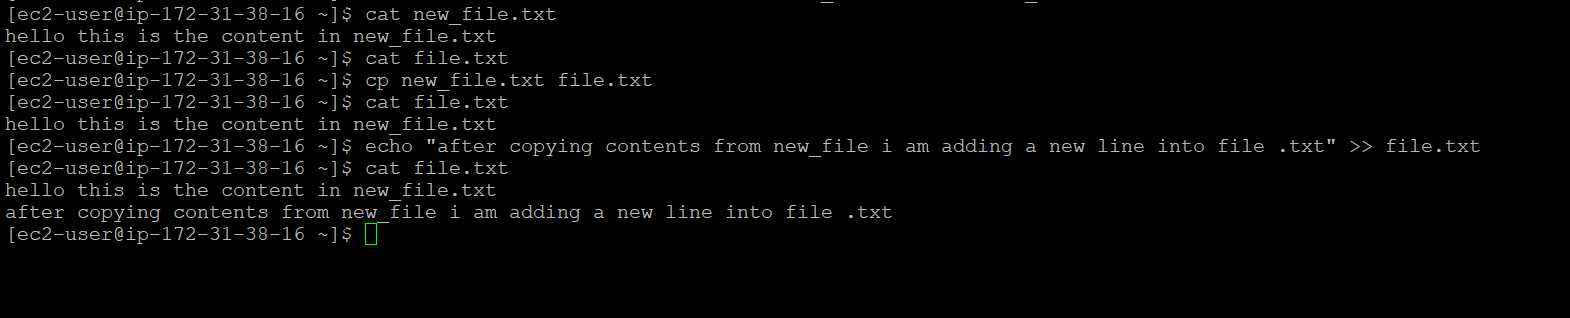 [ec2-user@ip-172-31-38-16 ~]$ cat new_file.txt
hello this is the content in new_file.txt
[ec2-user@ip-172-31-38-16 ~]$ cat file.txt
[ec2-user@ip-172-31-38-16 ~]$ cp new_file.txt file.txt
[ec2-user@ip-172-31-38-16 ~]$ cat file.txt
hello this is the content in new_file.txt
[ec2-user@ip-172-31-38-16 ~]$ echo "after copying contents from new_file i am adding a new line into file .txt" >> file.txt
[ec2-user@ip-172-31-38-16 ~]$ cat file.txt
hello this is the content in new_file.txt
after copying contents from new_file i am adding a new line into file .txt
[ec2-user@ip-172-31-38-16 ~]$